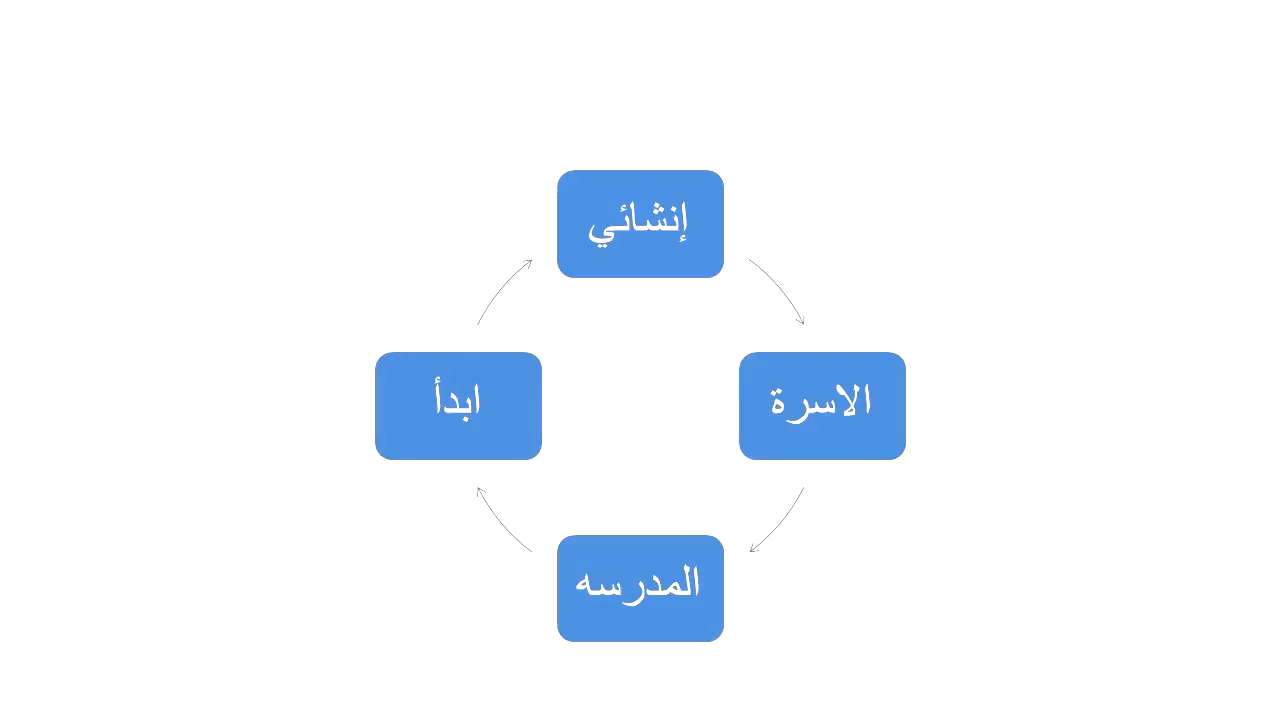 إنشائي
الاسرة
المدرسه
ابدأ